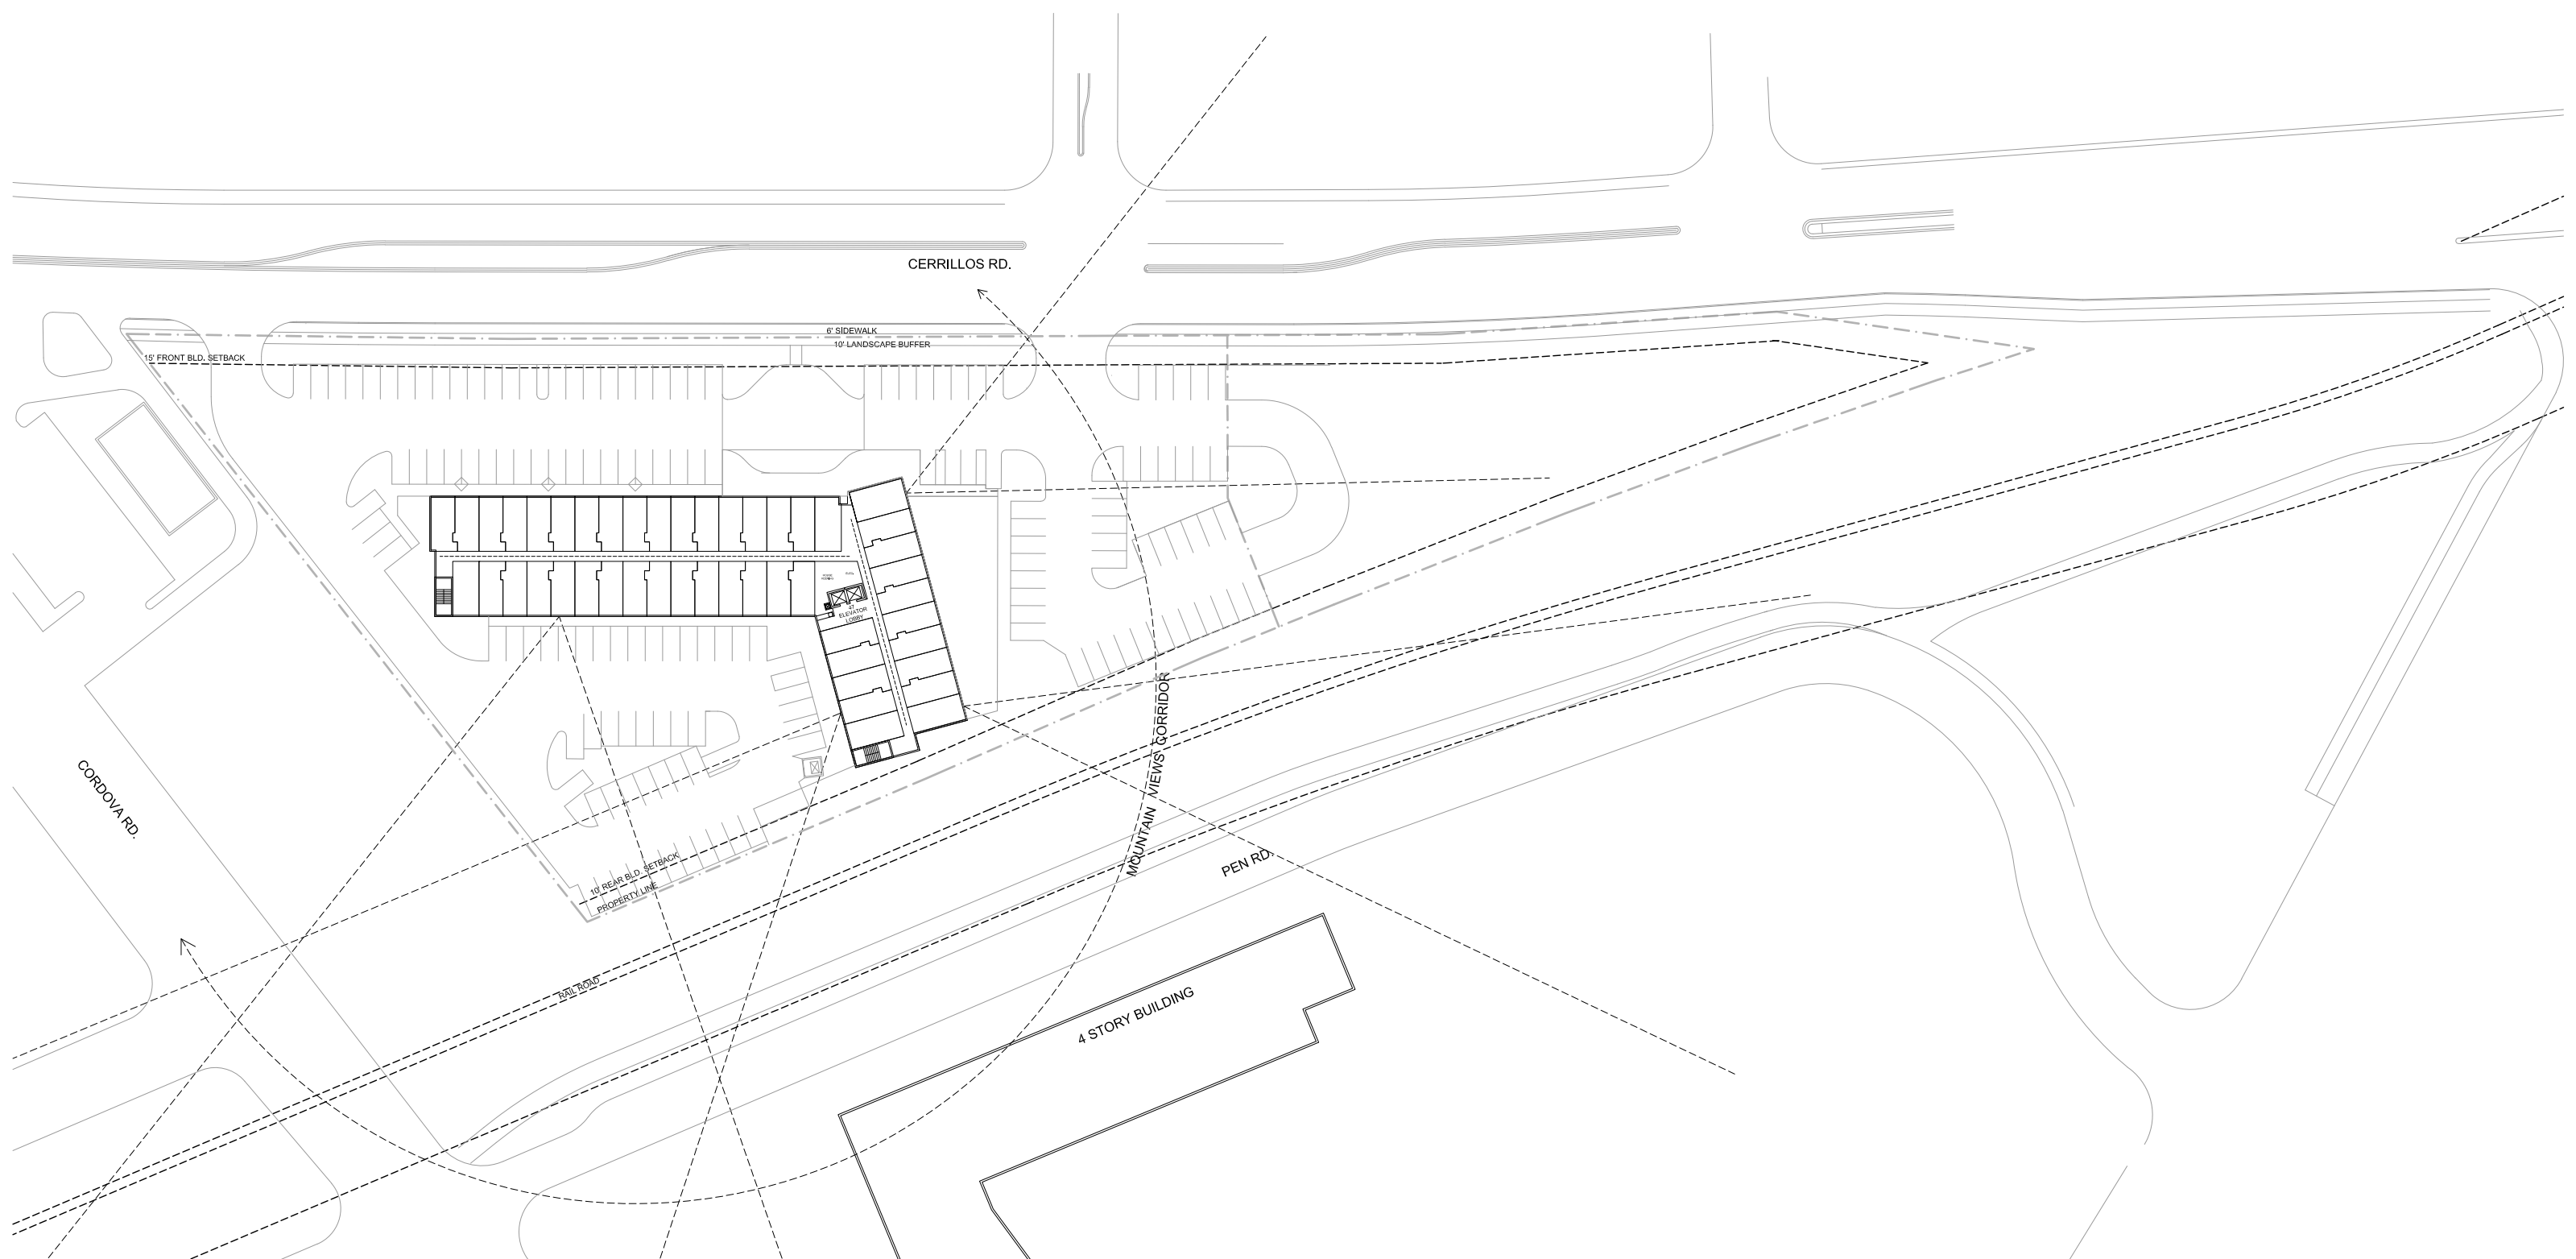 CERRILLOS RD.
6' SIDEWALK
10' LANDSCAPE BUFFER
15' FRONT BLD. SETBACK
ELEVATOR
LOBBY
MOUNTAIN VIEWS CORRIDOR
CORDOVA RD.
PEN RD.
10' REAR BLD. SETBACK
PROPERTY LINE
RAIL ROAD
4 STORY BUILDING